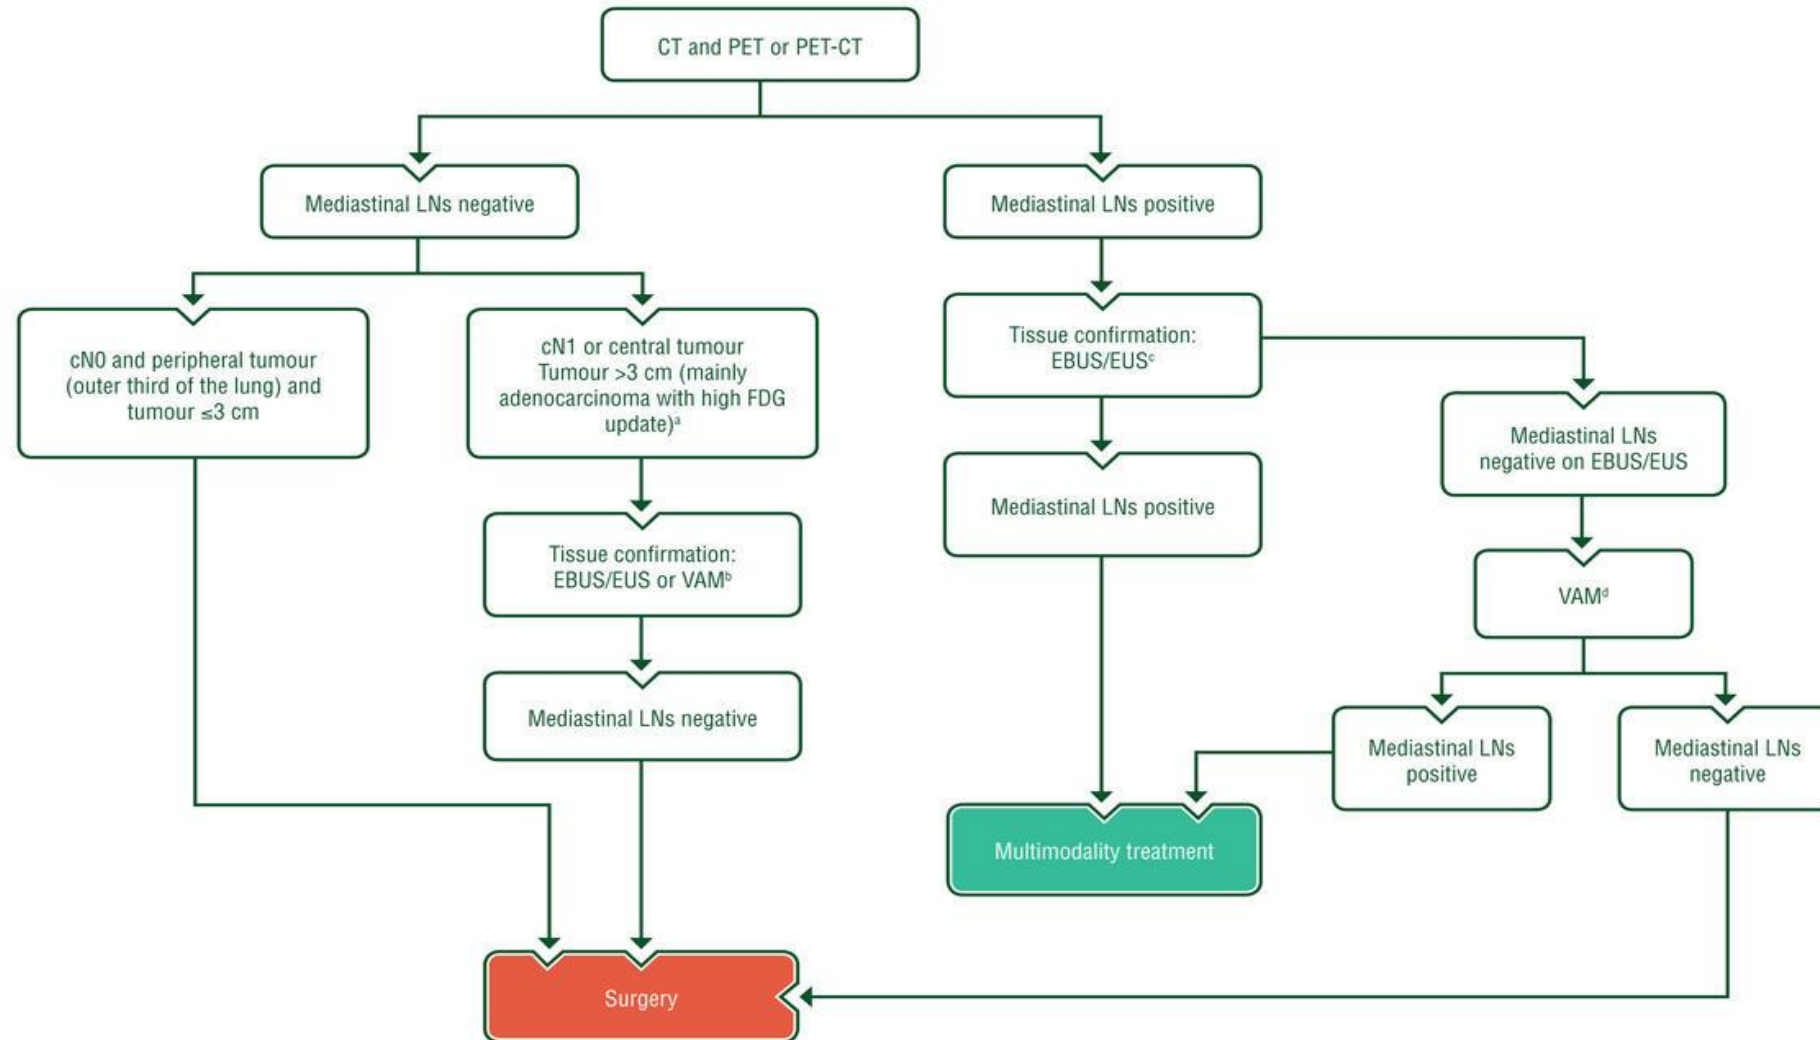 CT and PET or PET-CT
Mediastinal LNs negative
Mediastinal LNs positive
cN0 and peripheral tumour
(outer third of the lung) and
tumour ≤3 cm
cN1 or central tumour
Tumour >3 cm (mainly
adenocarcinoma with high FDG
update)ᵃ
Tissue confirmation:
EBUS/EUSᶜ
Mediastinal LNs
negative on EBUS/EUS
Mediastinal LNs positive
Tissue confirmation:
EBUS/EUS or VAMᵇ
VAMᵈ
Mediastinal LNs negative
Mediastinal LNs
positive
Mediastinal LNs
negative
Multimodality treatment
Surgery